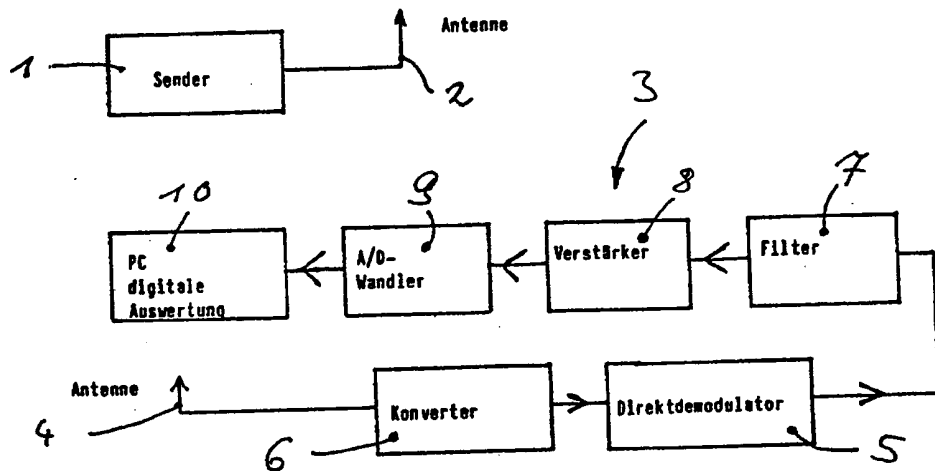 Antenne
1
Sender
2
3
10
9
8
7
PC
digitale
Auswertung
A/D-
Wandler
Verstärker
Filter
Antenne
4
Konverter
6
Direktdemodulator
5